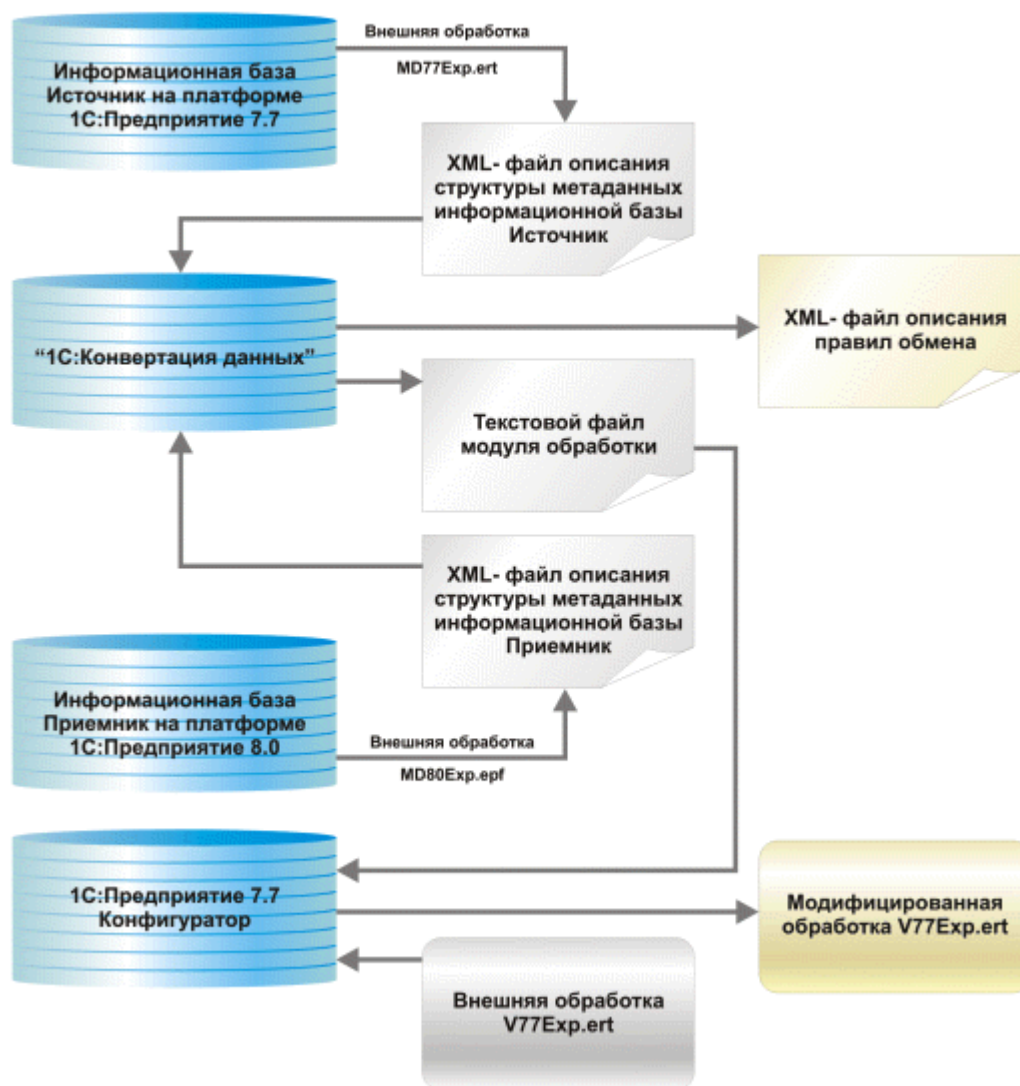 Внешняя обработка
MD77Exp.ert
Информационная база
Источник на платформе
1С:Предприятие 7.7
XML- файл описания
структуры метаданных
информационной базы
Источник
XML- файл описания
правил обмена
“1С:Конвертация данных”
Текстовой файл
модуля обработки
XML- файл описания
структуры метаданных
информационной базы
Приемник
Информационная база
Приемник на платформе
1С:Предприятие 8.0
Внешняя обработка
MD80Exp.epf
1С:Предприятие 7.7
Конфигуратор
Модифицированная
обработка V77Exp.ert
Внешняя обработка
V77Exp.ert